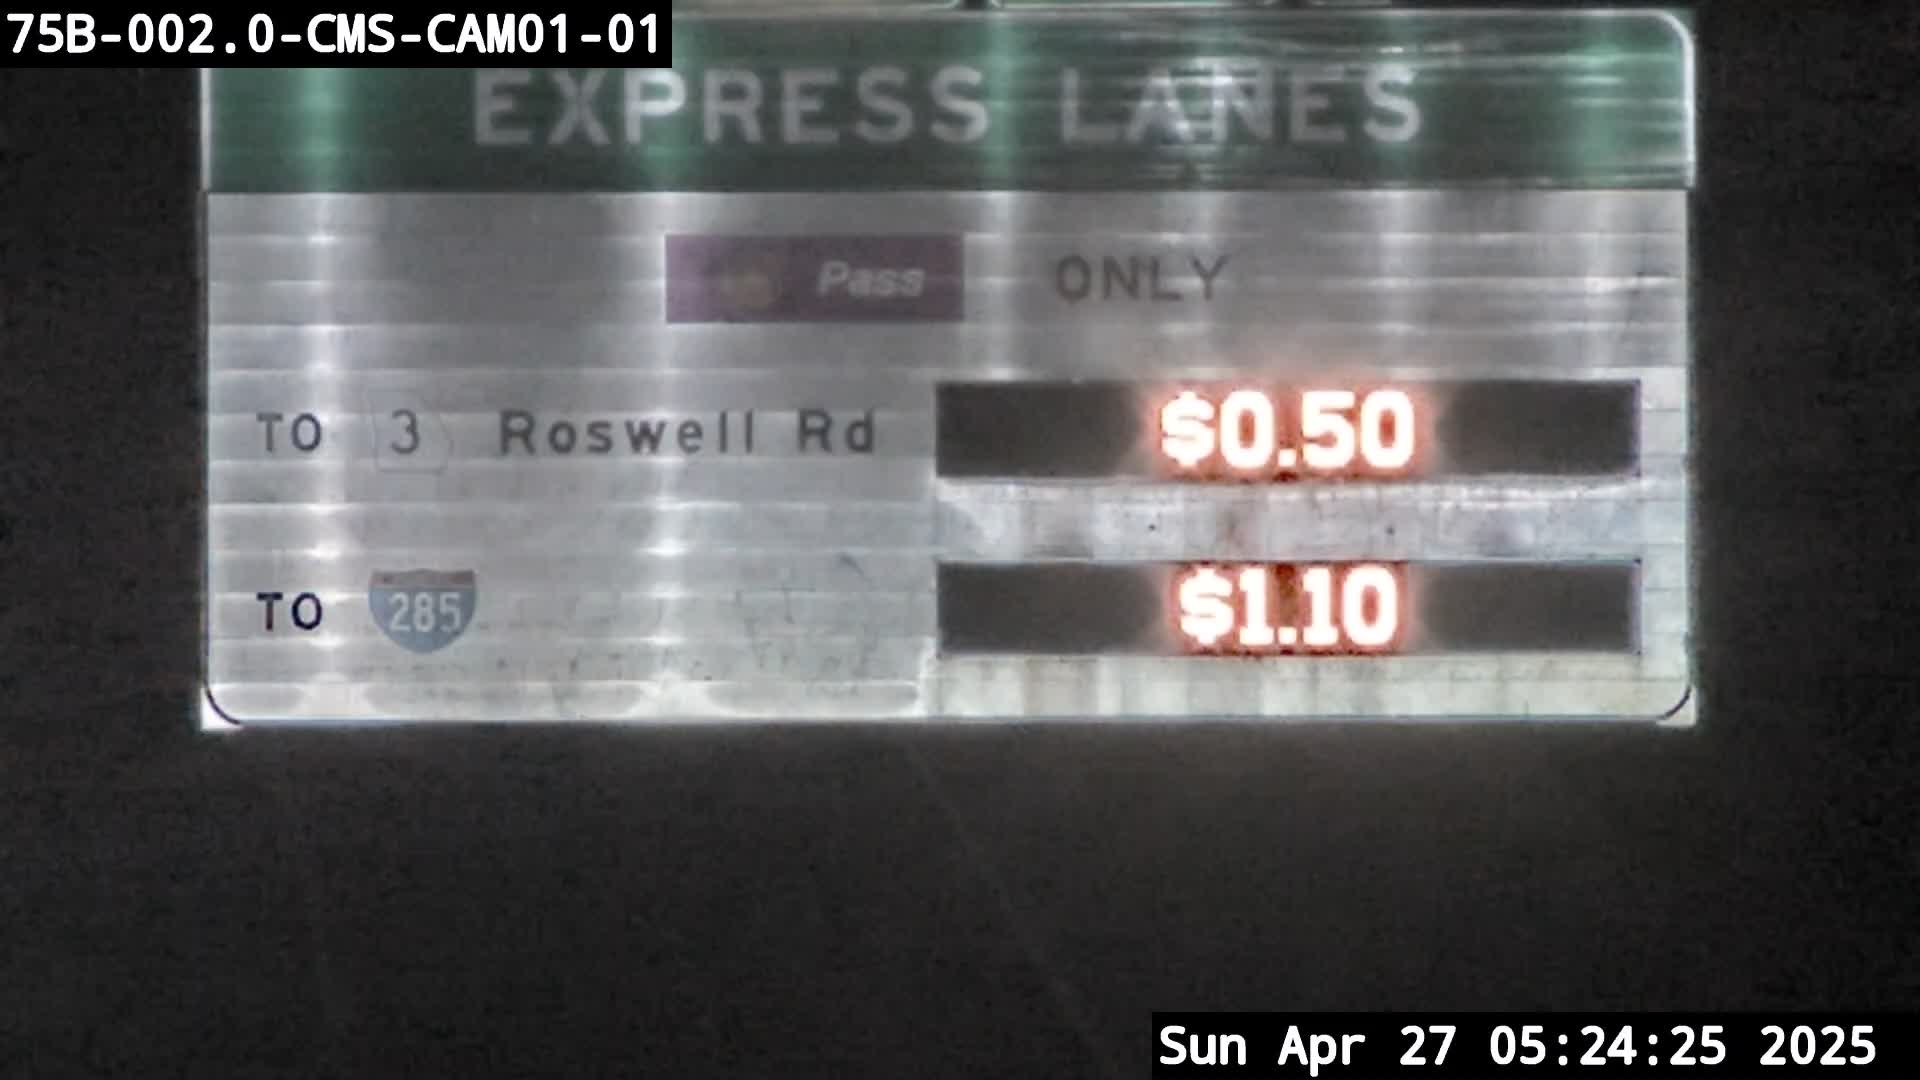 75B-002.0-CMS-CAM01-01
EXPRESS LANES
Pass ONLY
TO 3 Roswell Rd $0.50
TO 285 $1.10
Sun Apr 27 05:24:25 2025